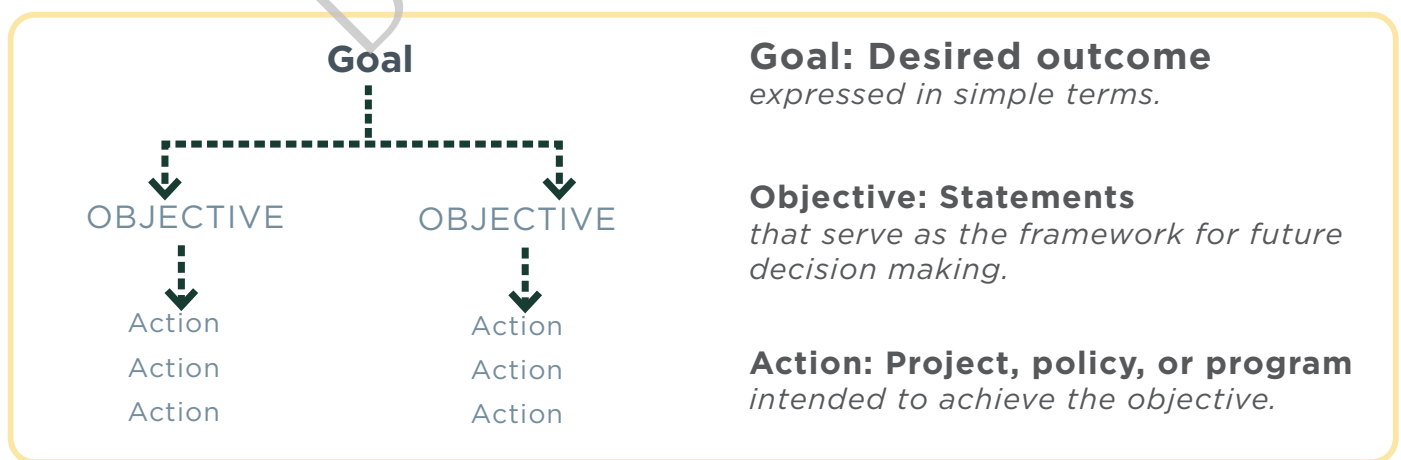 Goal
OBJECTIVE
OBJECTIVE
Action
Action
Action
Action
Action
Action
Goal: Desired outcome
expressed in simple terms.
Objective: Statements
that serve as the framework for future
decision making.
Action: Project, policy, or program
intended to achieve the objective.